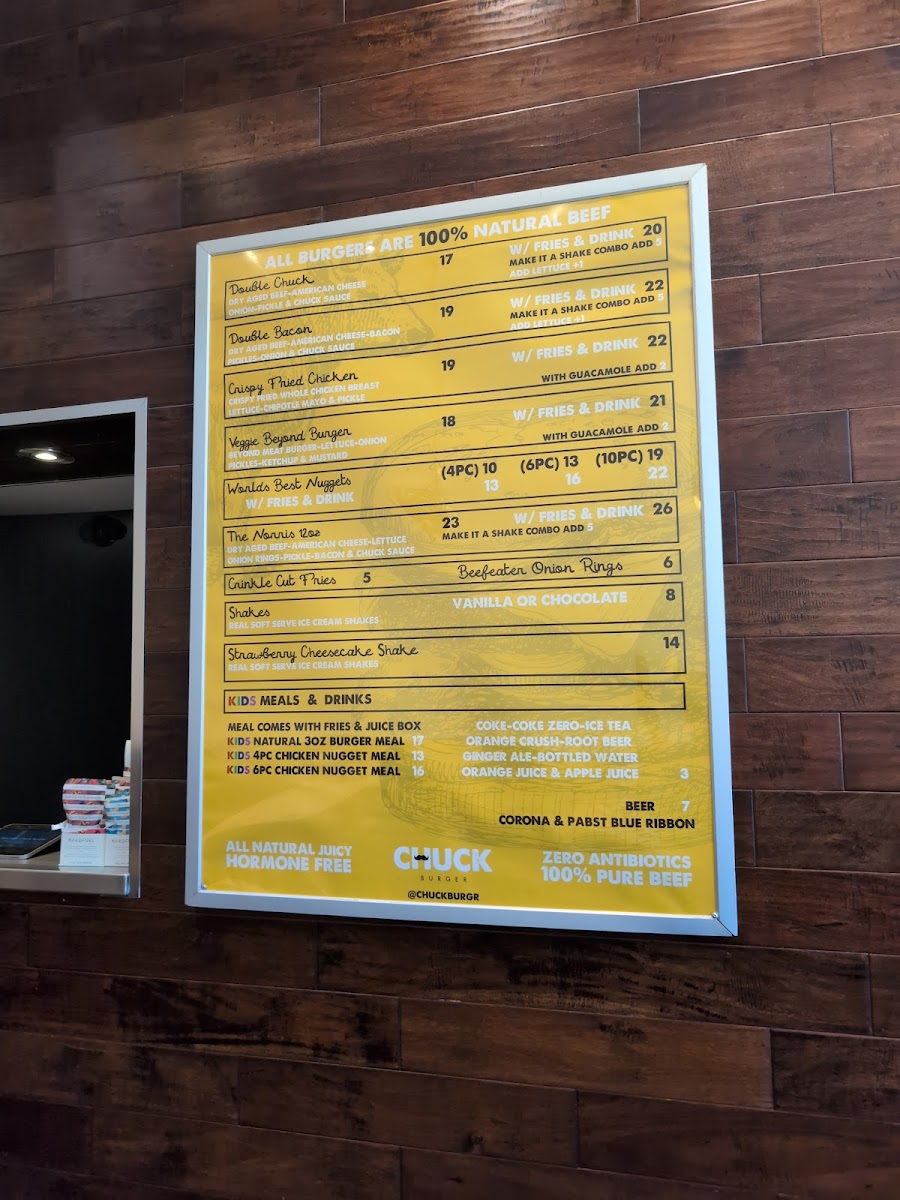 ALL BURGERS ARE 100% NATURAL BEEF
Double Chuck 17 W/ FRIES & DRINK 20
DRY AGED BEEF-AMERICAN CHEESE MAKE IT A SHAKE COMBO ADD 5
ONION-PICKLE & CHUCK SAUCE ADD LETTUCE +1
Double Bacon 19 W/ FRIES & DRINK 22
DRY AGED BEEF-AMERICAN CHEESE-BACON MAKE IT A SHAKE COMBO ADD 5
PICKLES-ONION & CHUCK SAUCE ADD LETTUCE +1
Crispy Fried Chicken 19 W/ FRIES & DRINK 22
CRISPY FRIED WHOLE CHICKEN BREAST
LETTUCE-CHIPOTLE MAYO & PICKLE WITH GUACAMOLE ADD 2
Veggie Beyond Burger 18 W/ FRIES & DRINK 21
BEYOND MEAT BURGER-LETTUCE-ONION
PICKLES-KETCHUP & MUSTARD WITH GUACAMOLE ADD 2
Worlds Best Nuggets (4PC) 10 (6PC) 13 (10PC) 19
W/ FRIES & DRINK 13 16 22
The Norris 12oz 23 W/ FRIES & DRINK 26
DRY AGED BEEF-AMERICAN CHEESE-LETTUCE MAKE IT A SHAKE COMBO ADD 5
ONION RINGS-PICKLE-BACON & CHUCK SAUCE
Crinkle Cut Fries 5 Beefeater Onion Rings 6
Shakes VANILLA OR CHOCOLATE 8
REAL SOFT SERVE ICE CREAM SHAKES
Strawberry Cheesecake Shake 14
REAL SOFT SERVE ICE CREAM SHAKES
KIDS MEALS & DRINKS
MEAL COMES WITH FRIES & JUICE BOX
KIDS NATURAL 3OZ BURGER MEAL 17
KIDS 4PC CHICKEN NUGGET MEAL 13
KIDS 6PC CHICKEN NUGGET MEAL 16
COKE-COKE ZERO-ICE TEA
ORANGE CRUSH-ROOT BEER
GINGER ALE-BOTTLED WATER
ORANGE JUICE & APPLE JUICE 3
BEER 7
CORONA & PABST BLUE RIBBON
ALL NATURAL JUICY
HORMONE FREE
CHUCK
BURGER
@CHUCKBURGR
ZERO ANTIBIOTICS
100% PURE BEEF